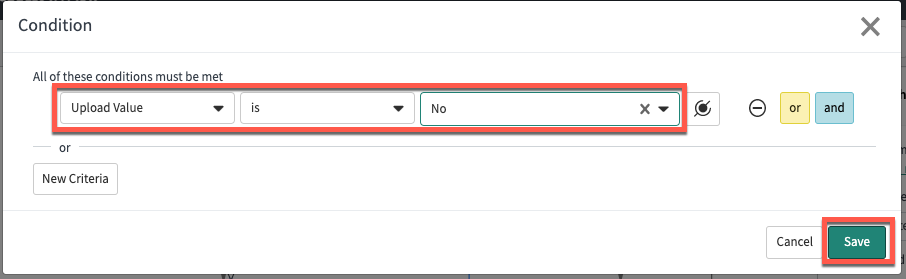 Condition
All of these conditions must be met
Upload Value is No or and
or
New Criteria
Cancel Save